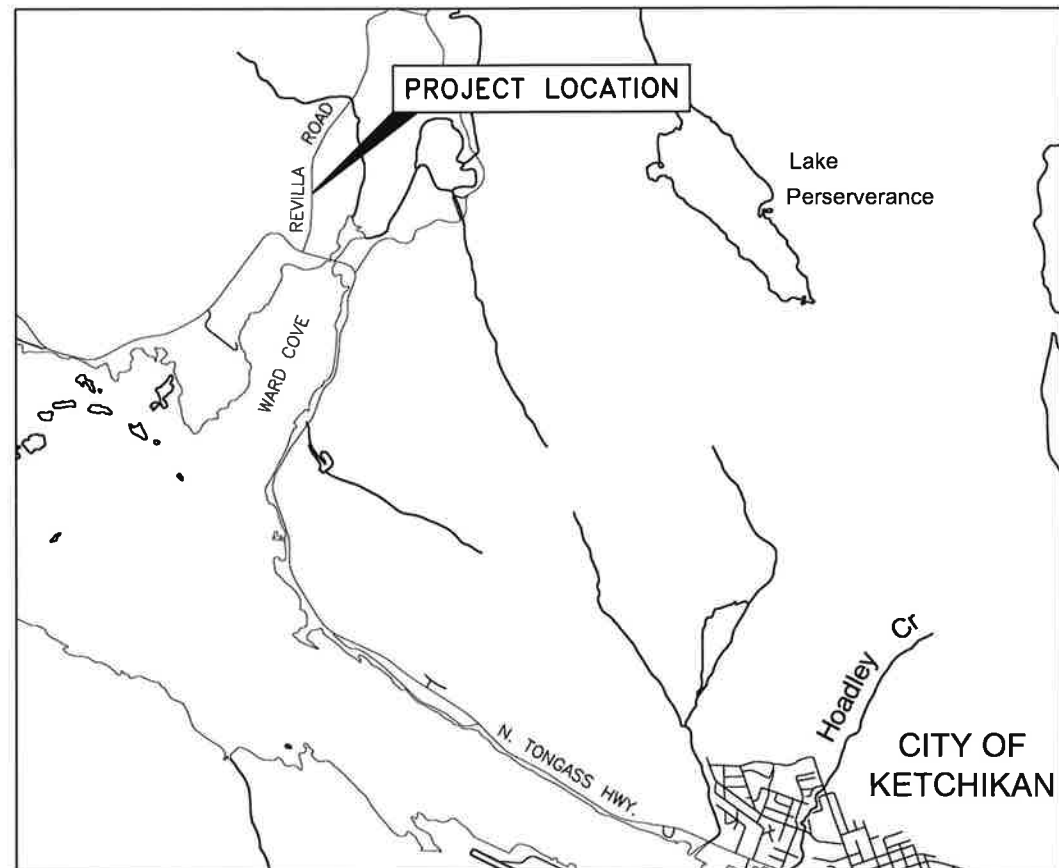 PROJECT LOCATION
REVILLA ROAD
Lake
Perserverance
WARD COVE
Hoadley Cr
N. TONGASS HWY.
CITY OF
KETCHIKAN